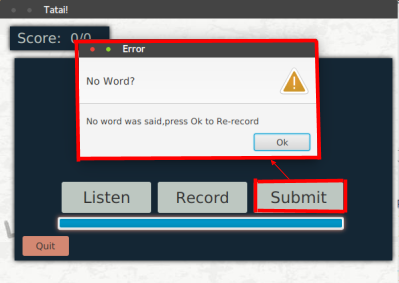 Tatai!
Score: 0/0
Error
No Word?
No word was said,press Ok to Re-record
Ok
Listen
Record
Submit
Quit